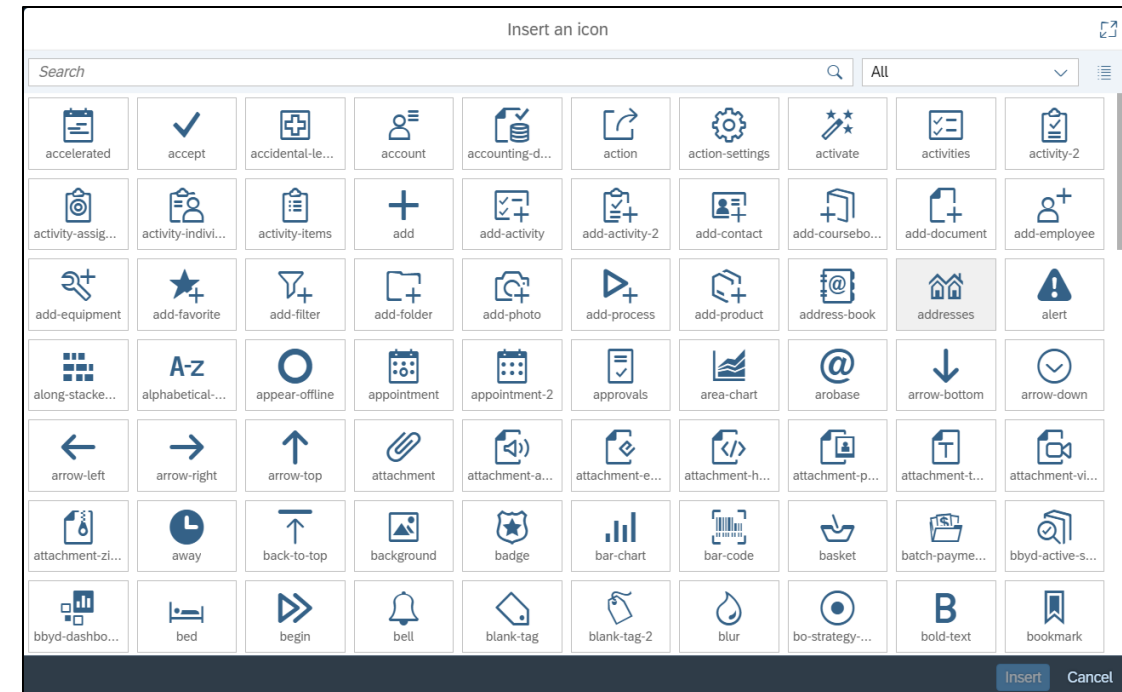 Insert an icon
Search All
accelerated accept accidental-le... account accounting-d... action action-settings activate activities activity-2
activity-assig... activity-indivi... activity-items add add-activity add-activity-2 add-contact add-coursebo... add-document add-employee
add-equipment add-favorite add-filter add-folder add-photo add-process add-product address-book addresses alert
A-Z
along-stacke... alphabetical-... appear-offline appointment appointment-2 approvals area-chart arobase arrow-bottom arrow-down
arrow-left arrow-right arrow-top attachment attachment-a... attachment-e... attachment-h... attachment-p... attachment-t... attachment-vi...
attachment-zi... away back-to-top background badge bar-chart bar-code basket batch-payme... bbyd-active-s...
B
bbyd-dashbo... bed begin bell blank-tag blank-tag-2 blur bo-strategy-... bold-text bookmark
Insert Cancel